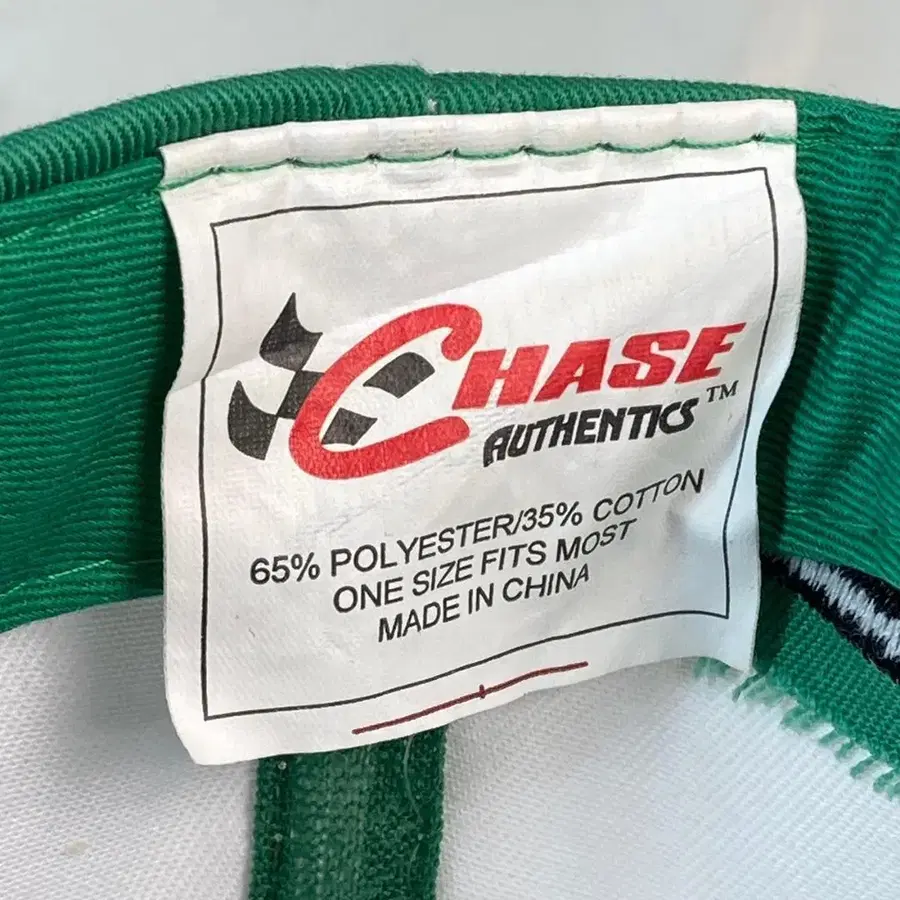 CHASE
AUTHENTICS™
65% POLYESTER/35% COTTON
ONE SIZE FITS MOST
MADE IN CHINA